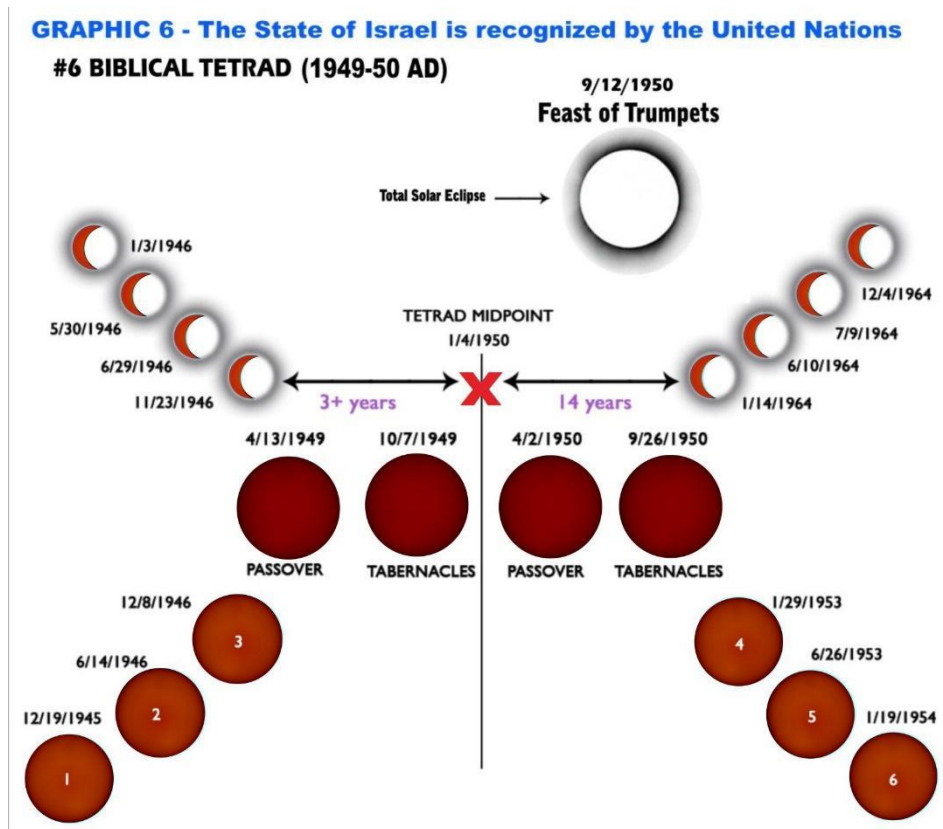 GRAPHIC 6 - The State of Israel is recognized by the United Nations
#6 BIBLICAL TETRAD (1949-50 AD)
9/12/1950
Feast of Trumpets
Total Solar Eclipse
1/3/1946
5/30/1946
6/29/1946
11/23/1946
TETRAD MIDPOINT
1/4/1950
X
3+ years
14 years
12/4/1964
7/9/1964
6/10/1964
1/14/1964
4/13/1949
10/7/1949
4/2/1950
9/26/1950
PASSOVER
TABERNACLES
PASSOVER
TABERNACLES
12/8/1946
3
6/14/1946
2
12/19/1945
1
1/29/1953
4
6/26/1953
5
1/19/1954
6